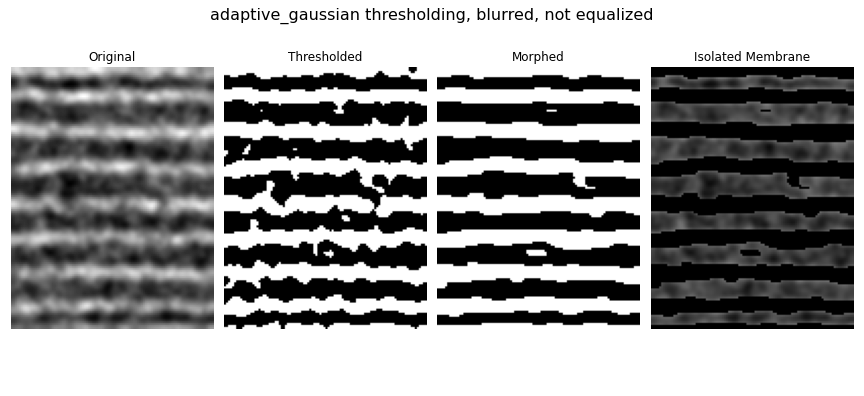 adaptive_gaussian thresholding, blurred, not equalized
Original
Thresholded
Morphed
Isolated Membrane